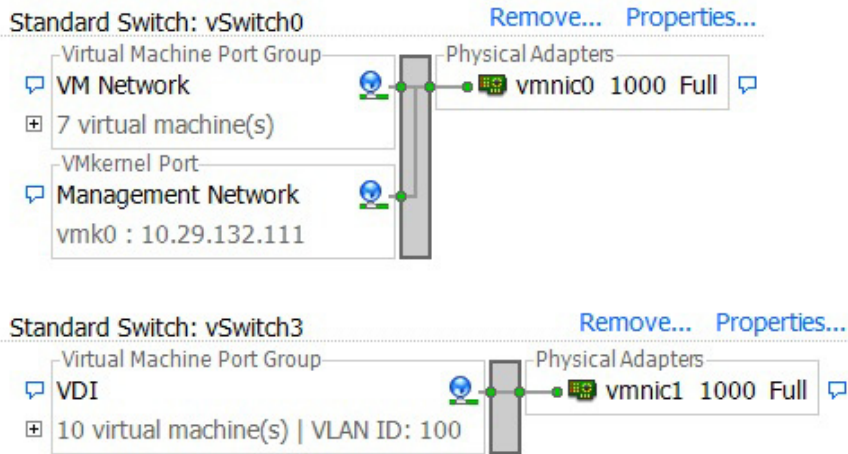 Standard Switch: vSwitch0 Remove... Properties...
Virtual Machine Port Group Physical Adapters
VM Network vmnic0 1000 Full
7 virtual machine(s)
VMkernel Port
Management Network
vmk0 : 10.29.132.111
Standard Switch: vSwitch3 Remove... Properties...
Virtual Machine Port Group Physical Adapters
VDI vmnic1 1000 Full
10 virtual machine(s) | VLAN ID: 100